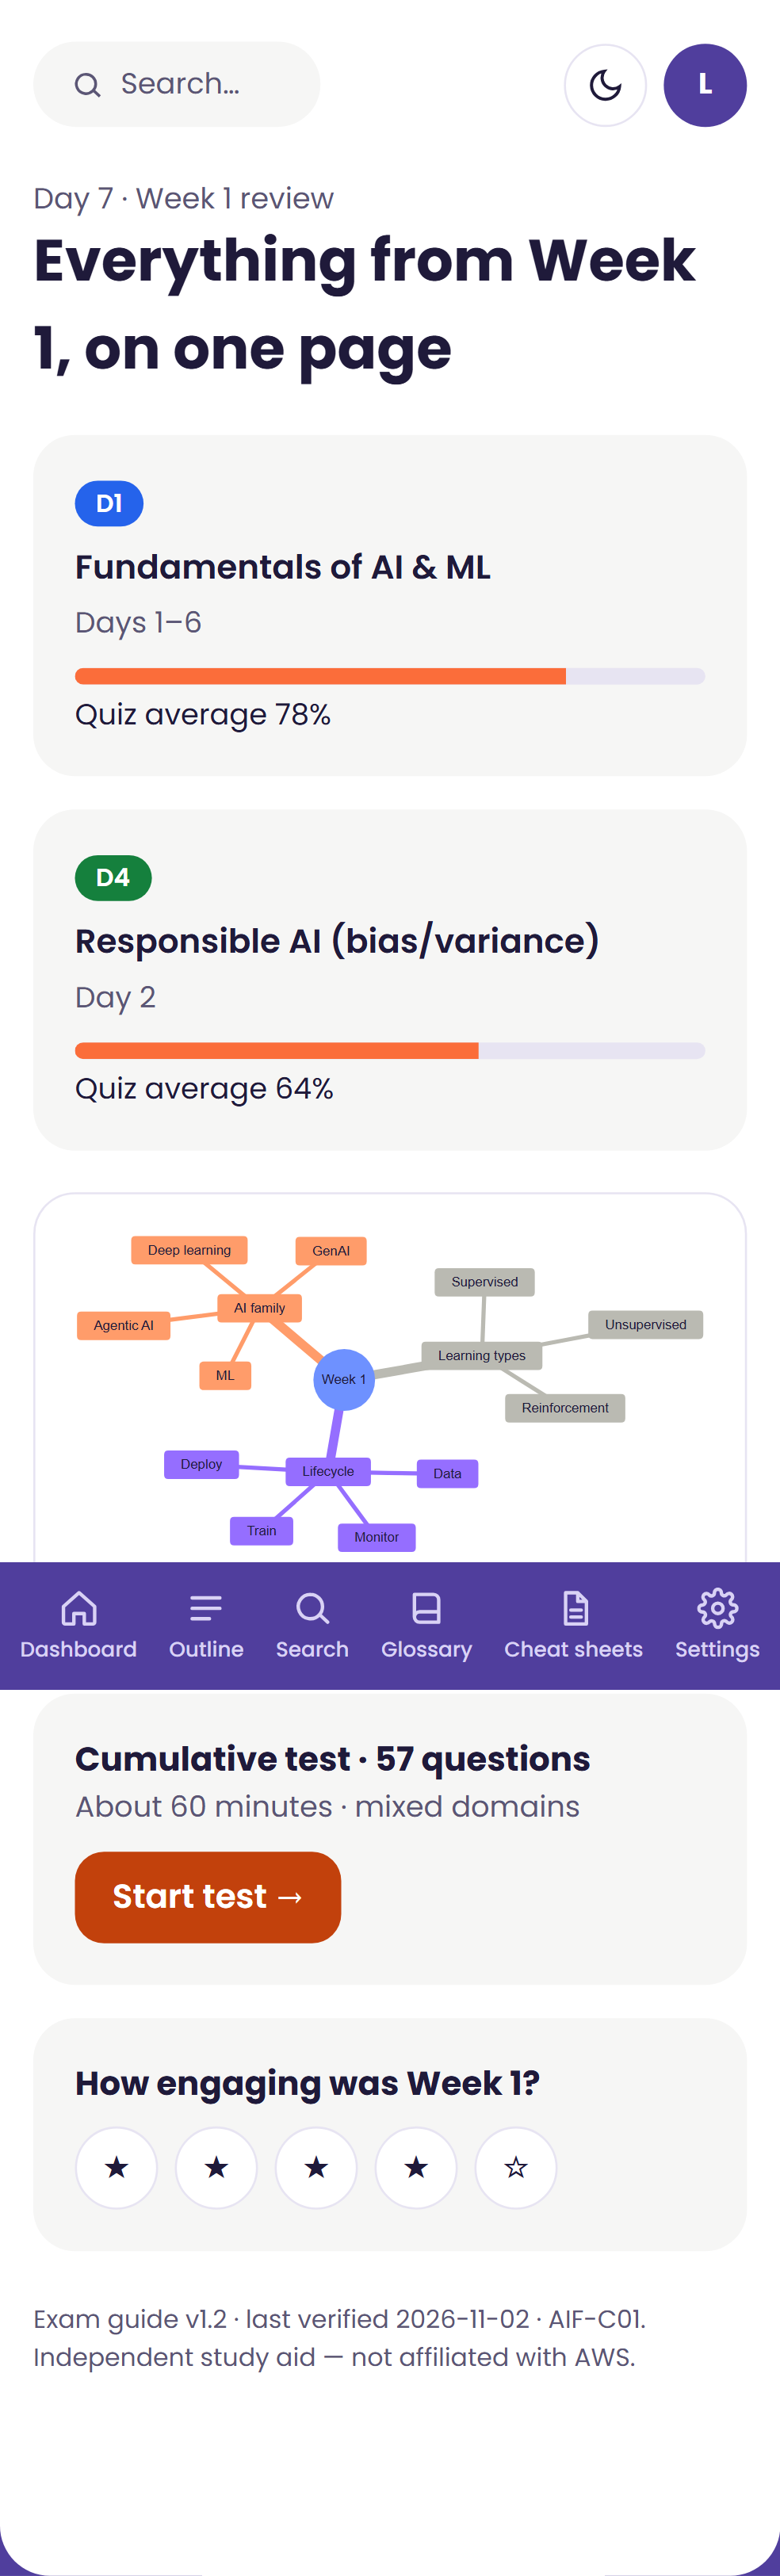 Search...
L
Day 7 · Week 1 review
Everything from Week
1, on one page
D1
Fundamentals of AI & ML
Days 1–6
Quiz average 78%
D4
Responsible AI (bias/variance)
Day 2
Quiz average 64%
Deep learning
GenAI
AI family
Agentic AI
ML
Supervised
Unsupervised
Learning types
Reinforcement
Week 1
Deploy
Lifecycle
Data
Train
Monitor
Dashboard
Outline
Search
Glossary
Cheat sheets
Settings
Cumulative test · 57 questions
About 60 minutes · mixed domains
Start test →
How engaging was Week 1?
★ ★ ★ ★ ☆
Exam guide v1.2 · last verified 2026-11-02 · AIF-C01.
Independent study aid — not affiliated with AWS.